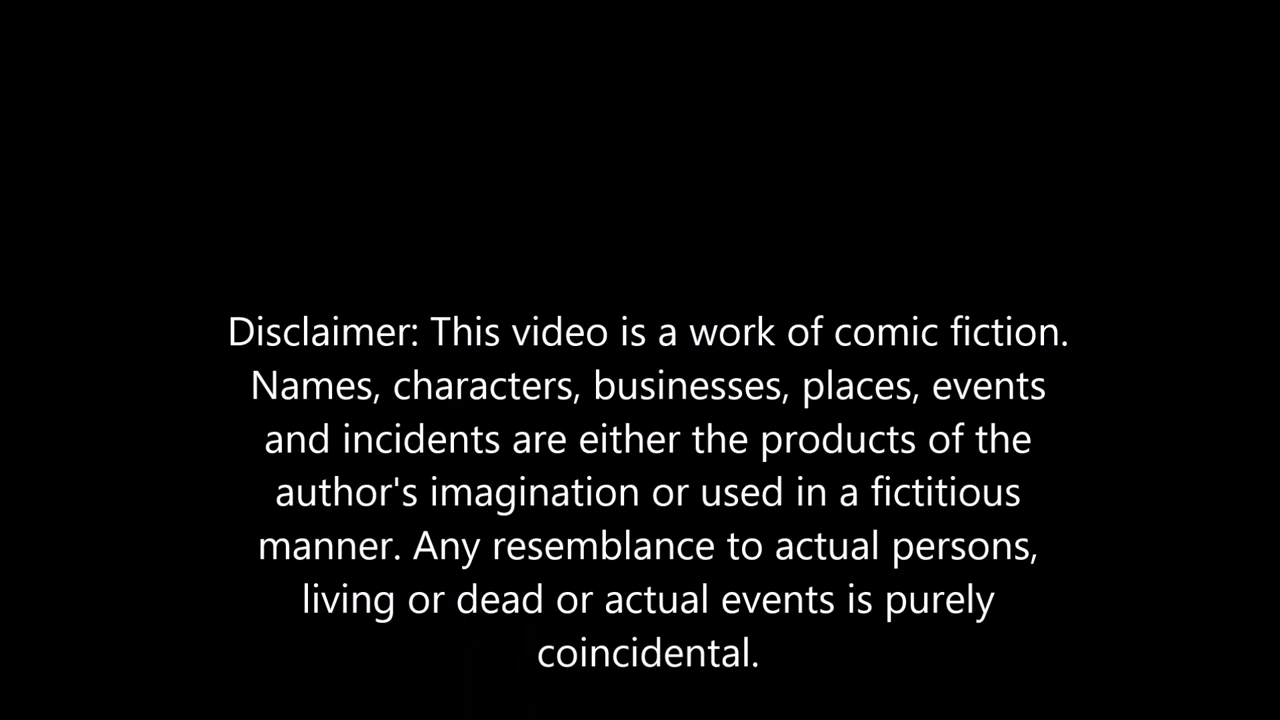 Disclaimer: This video is a work of comic fiction.
Names, characters, businesses, places, events
and incidents are either the products of the
author's imagination or used in a fictitious
manner. Any resemblance to actual persons,
living or dead or actual events is purely
coincidental.